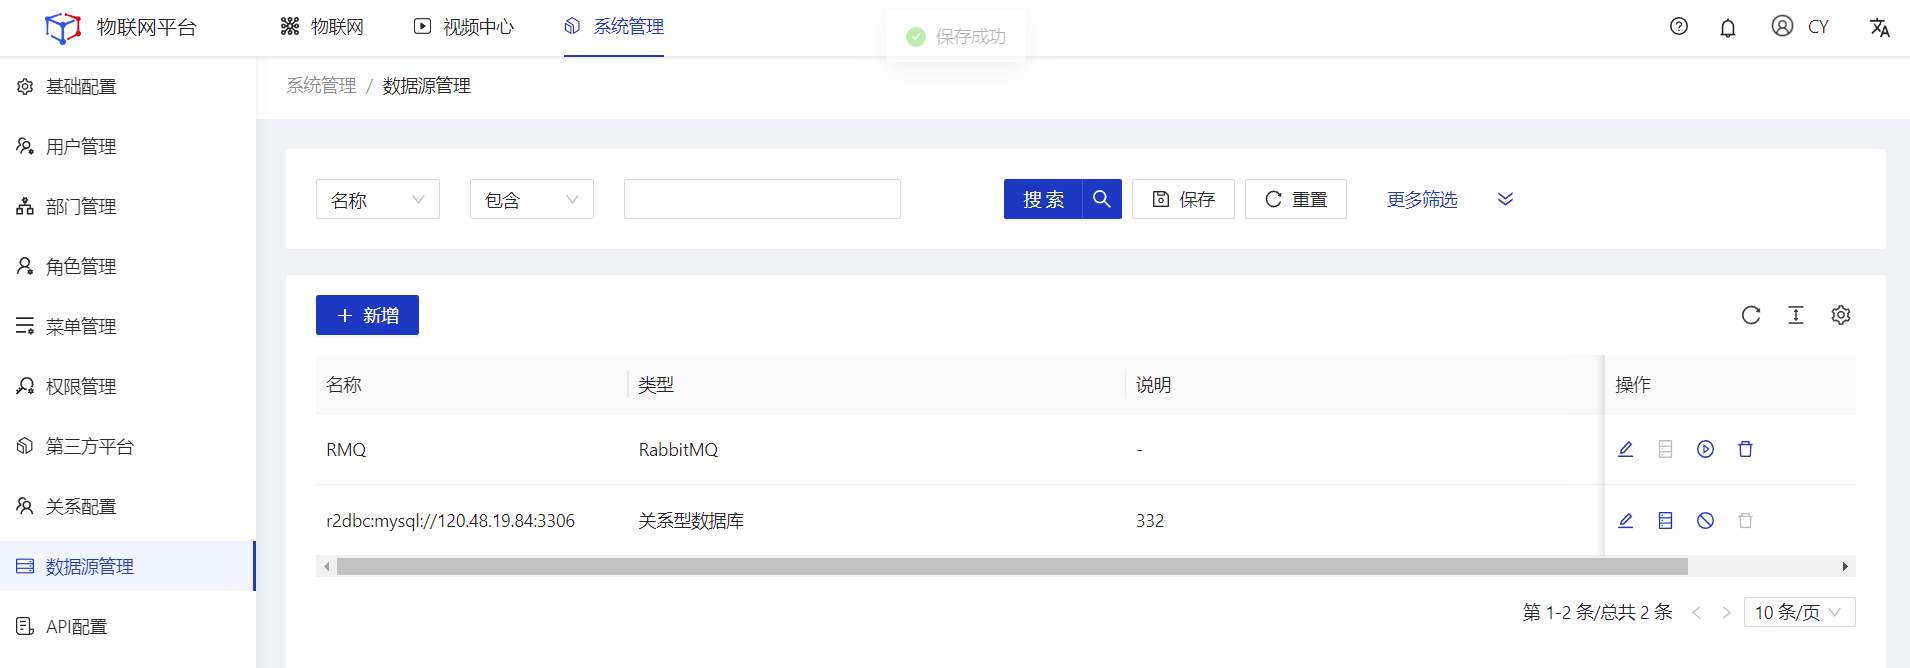 物联网平台
物联网
视频中心
系统管理
保存成功
CY
基础配置
用户管理
部门管理
角色管理
菜单管理
权限管理
第三方平台
关系配置
数据源管理
API配置
系统管理 / 数据源管理
名称
包含
搜索
保存
重置
更多筛选
新增
名称 类型 说明 操作
RMQ RabbitMQ -
r2dbc:mysql://120.48.19.84:3306 关系型数据库 332
第 1-2 条/总共 2 条
10 条/页